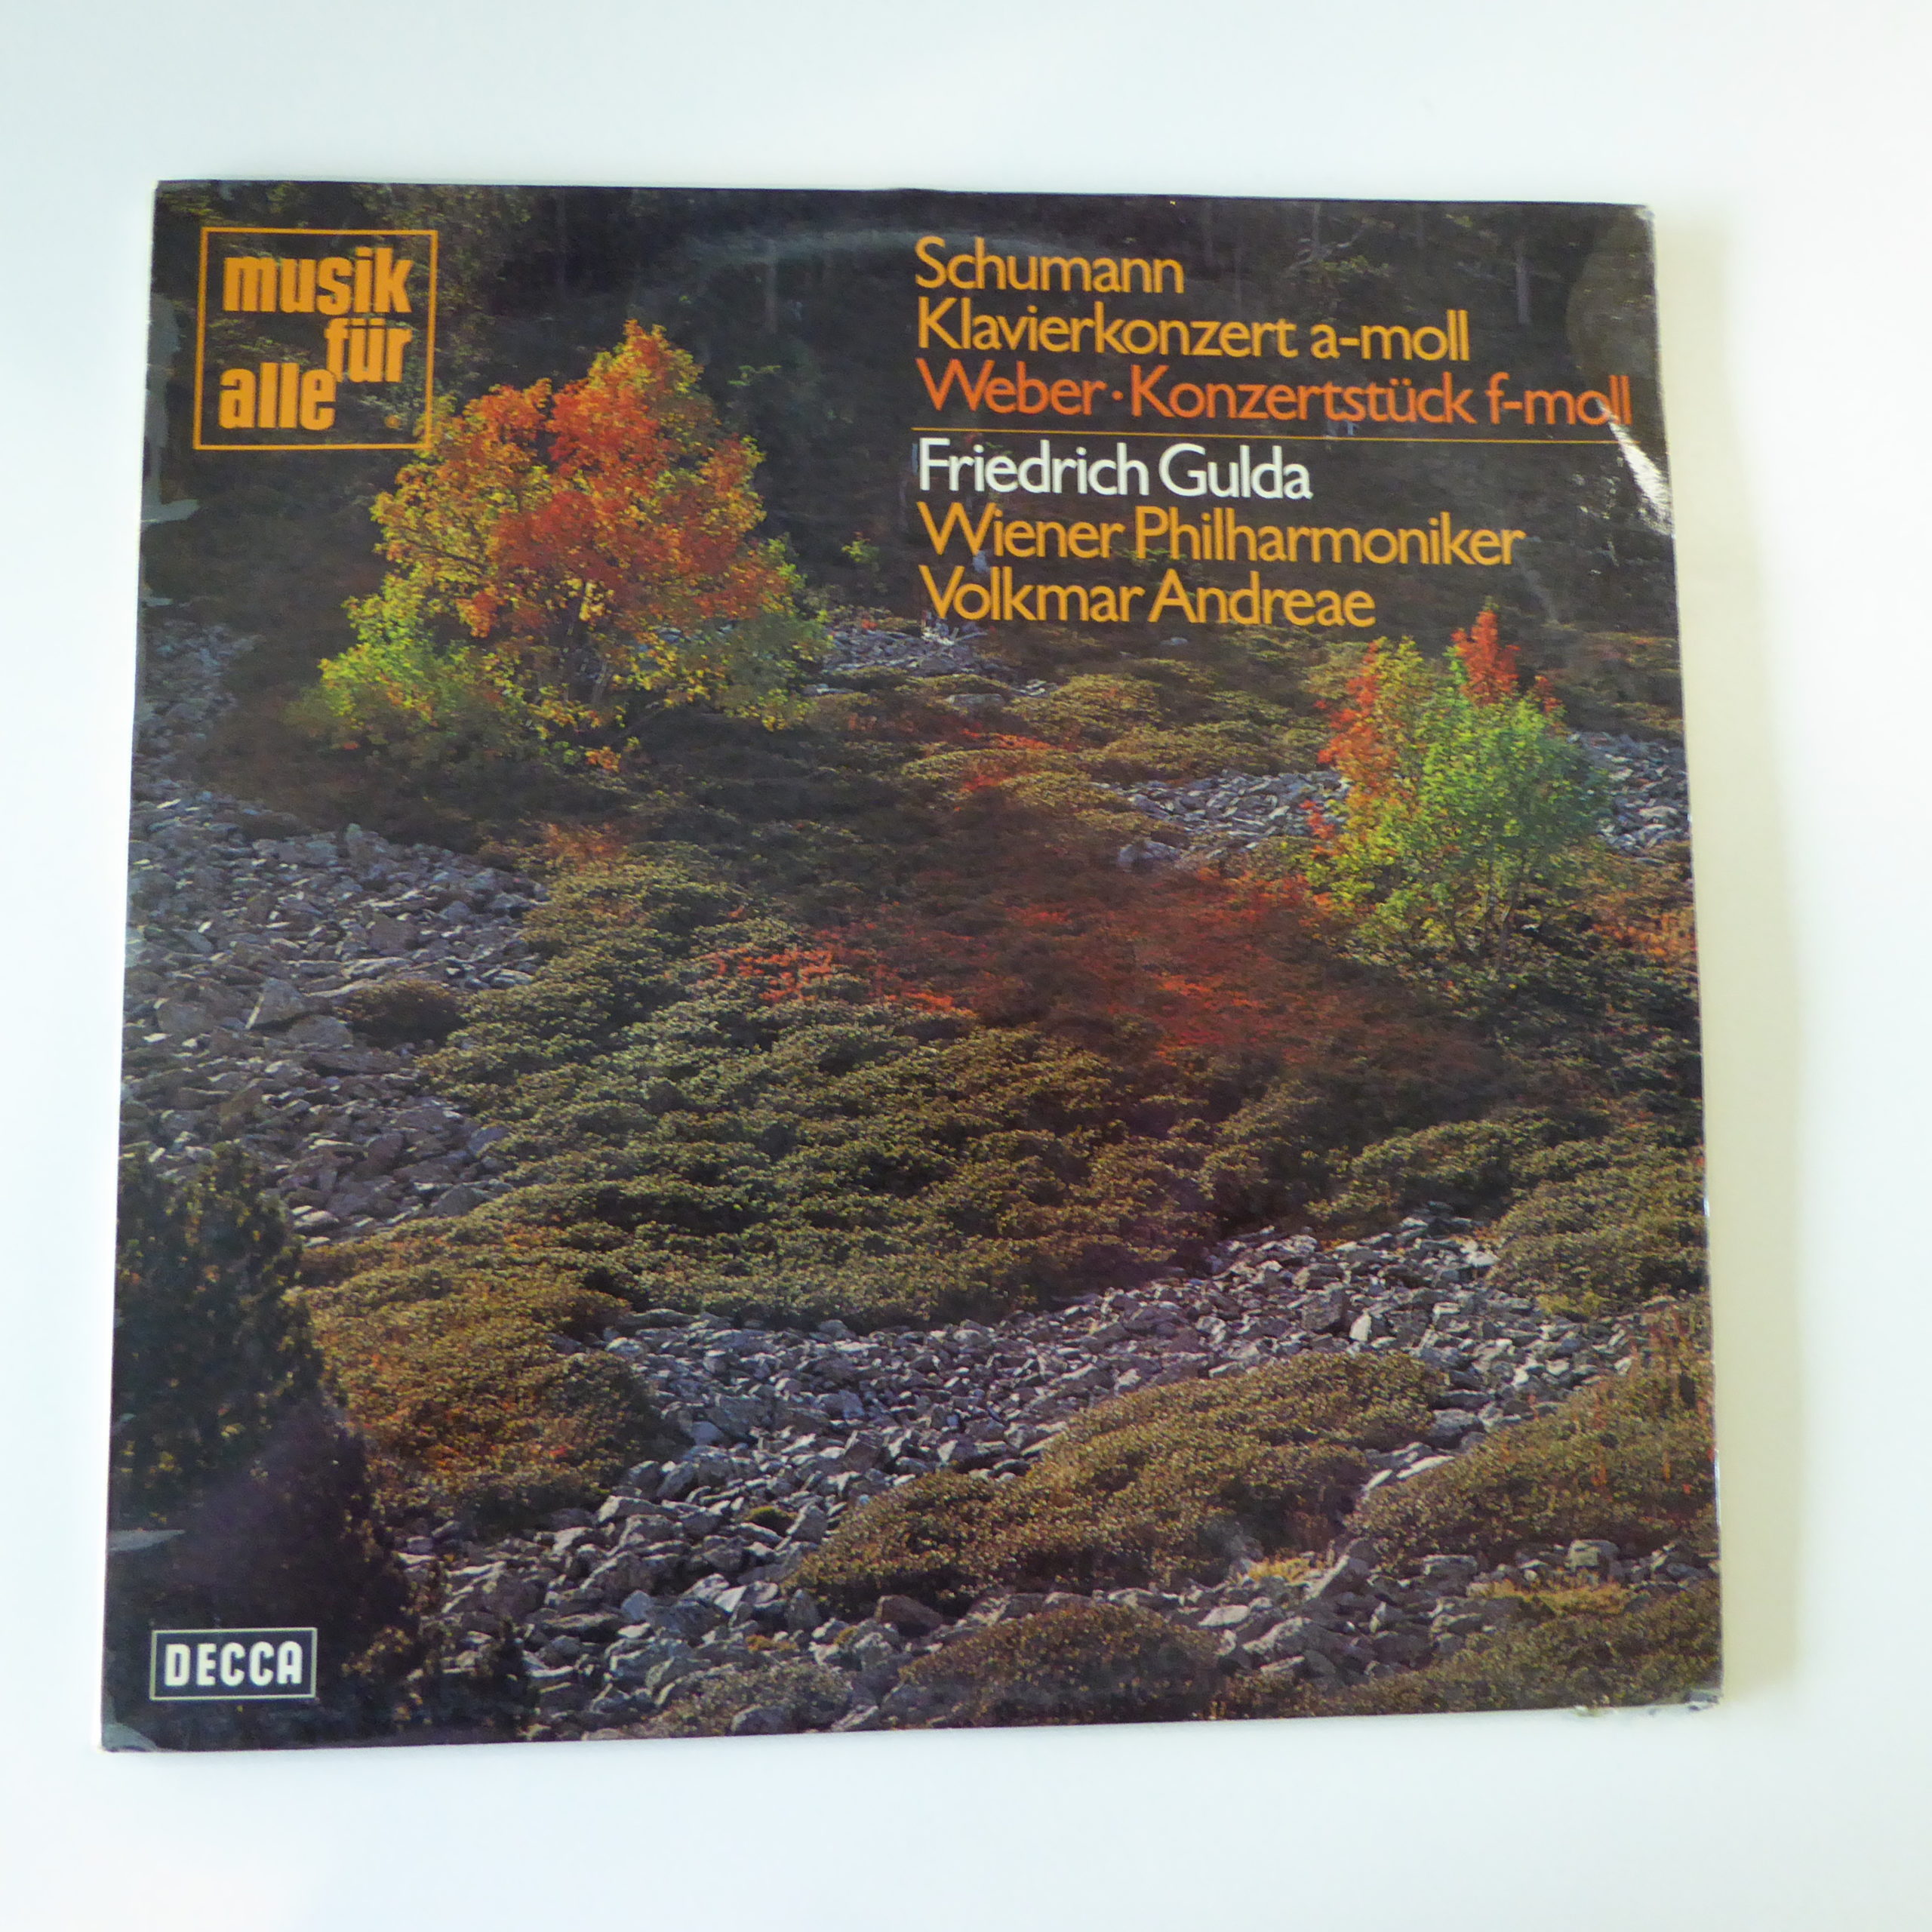 musik
für
alle
Schumann
Klavierkonzert a-moll
Weber·Konzertstück f-moll
Friedrich Gulda
Wiener Philharmoniker
Volkmar Andreae
DECCA